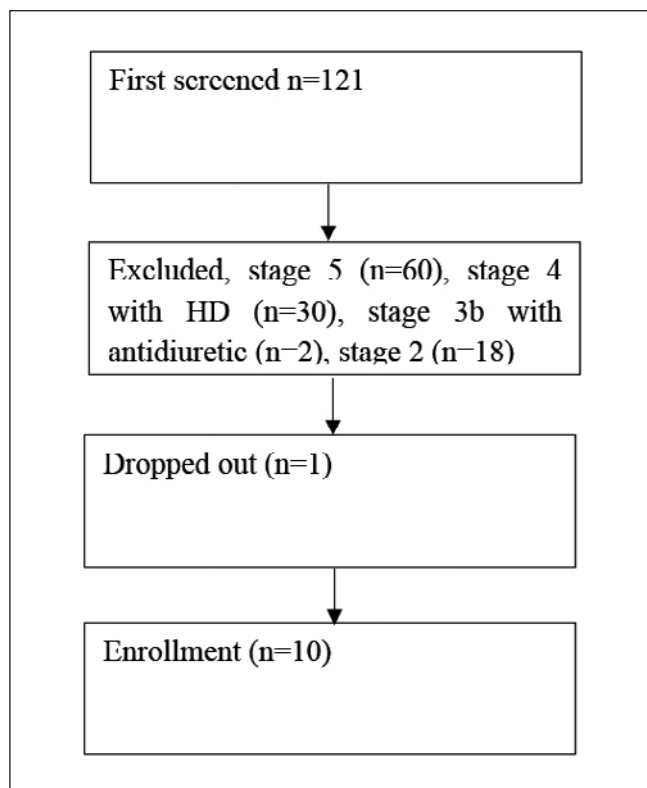 First screened n=121
Excluded, stage 5 (n=60), stage 4
with HD (n=30), stage 3b with
antidiuretic (n=2), stage 2 (n=18)
Dropped out (n=1)
Enrollment (n=10)